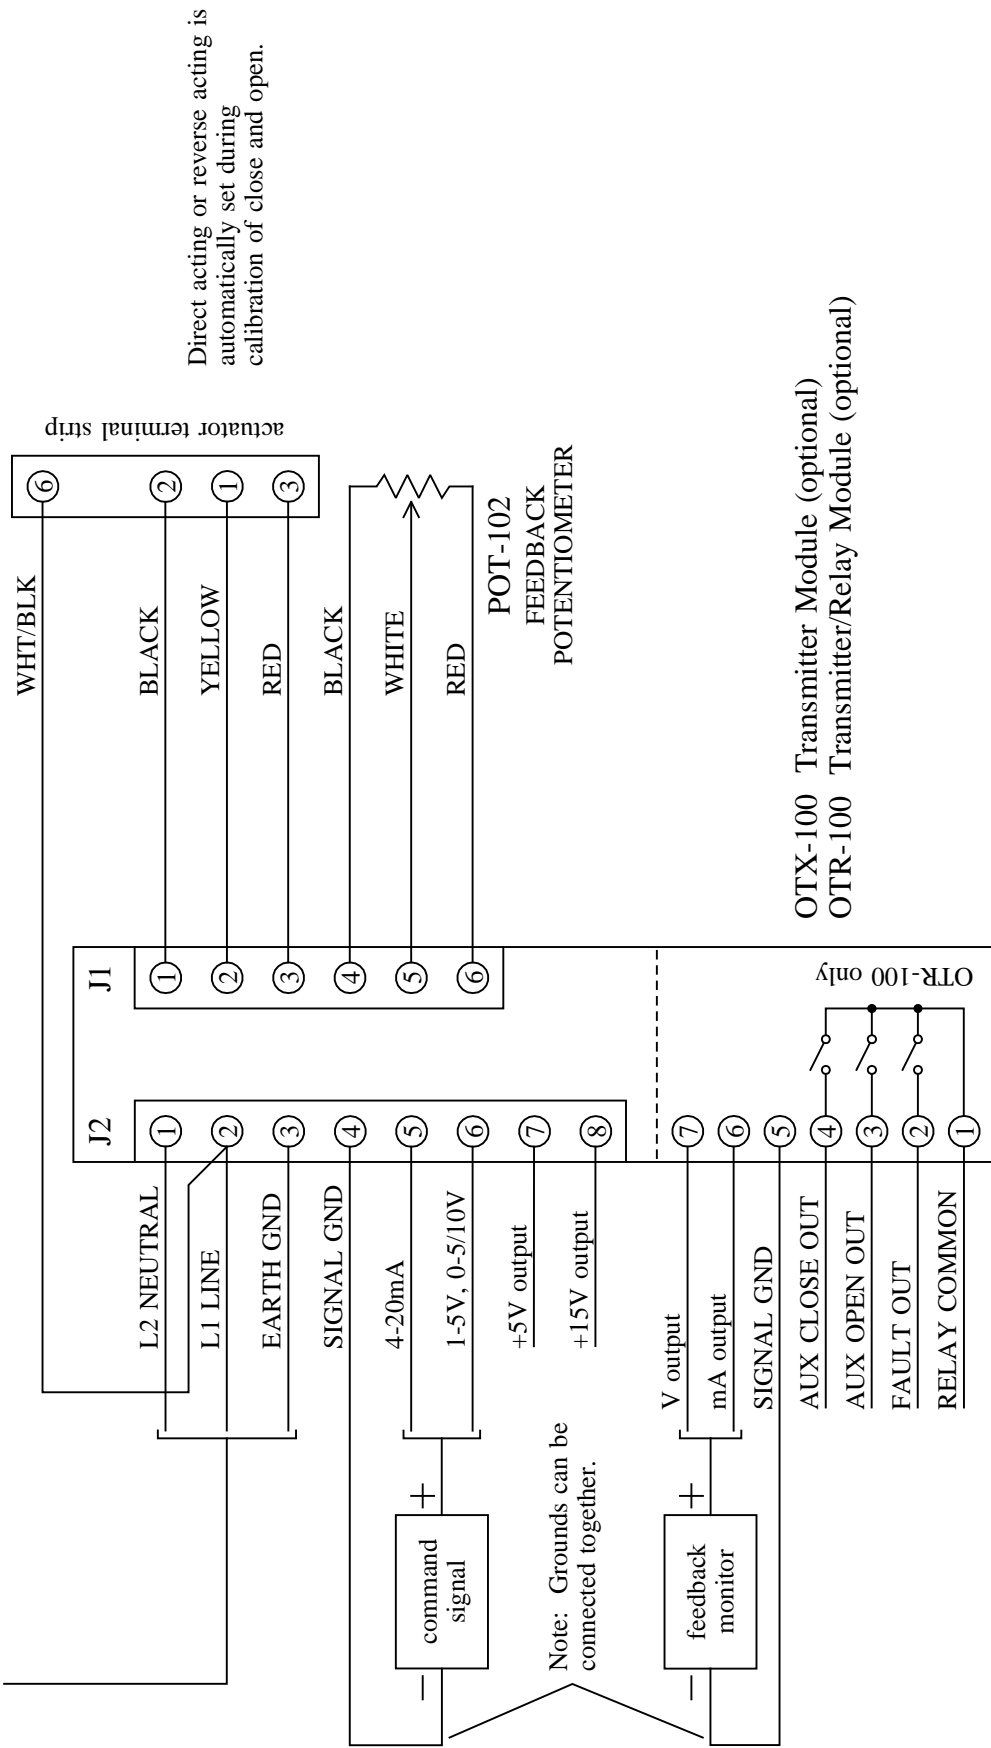 Direct acting or reverse acting is
automatically set during
calibration of close and open.
actuator terminal strip
6
2
1
3
WHT/BLK
BLACK
YELLOW
RED
BLACK
WHITE
RED
POT-102
FEEDBACK
POTENTIOMETER
J1
1
2
3
4
5
6
J2
1
2
3
4
5
6
7
8
L2 NEUTRAL
L1 LINE
EARTH GND
SIGNAL GND
4-20mA
1-5V, 0-5/10V
+5V output
+15V output
+
command
signal
−
Note: Grounds can be
connected together.
OTX-100 Transmitter Module (optional)
OTR-100 Transmitter/Relay Module (optional)
OTR-100 only
7
6
5
4
3
2
1
V output
mA output
SIGNAL GND
AUX CLOSE OUT
AUX OPEN OUT
FAULT OUT
RELAY COMMON
+
feedback
monitor
−